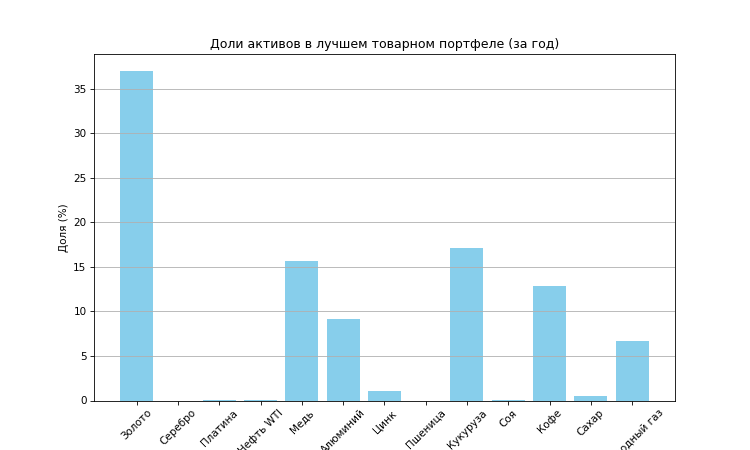 Доли активов в лучшем товарном портфеле (за год)
Доля (%)
35
30
25
20
15
10
5
0
Золото
Серебро
Платина
Нефть WTI
Медь
Алюминий
Цинк
Пшеница
Кукуруза
Соя
Кофе
Сахар
газ